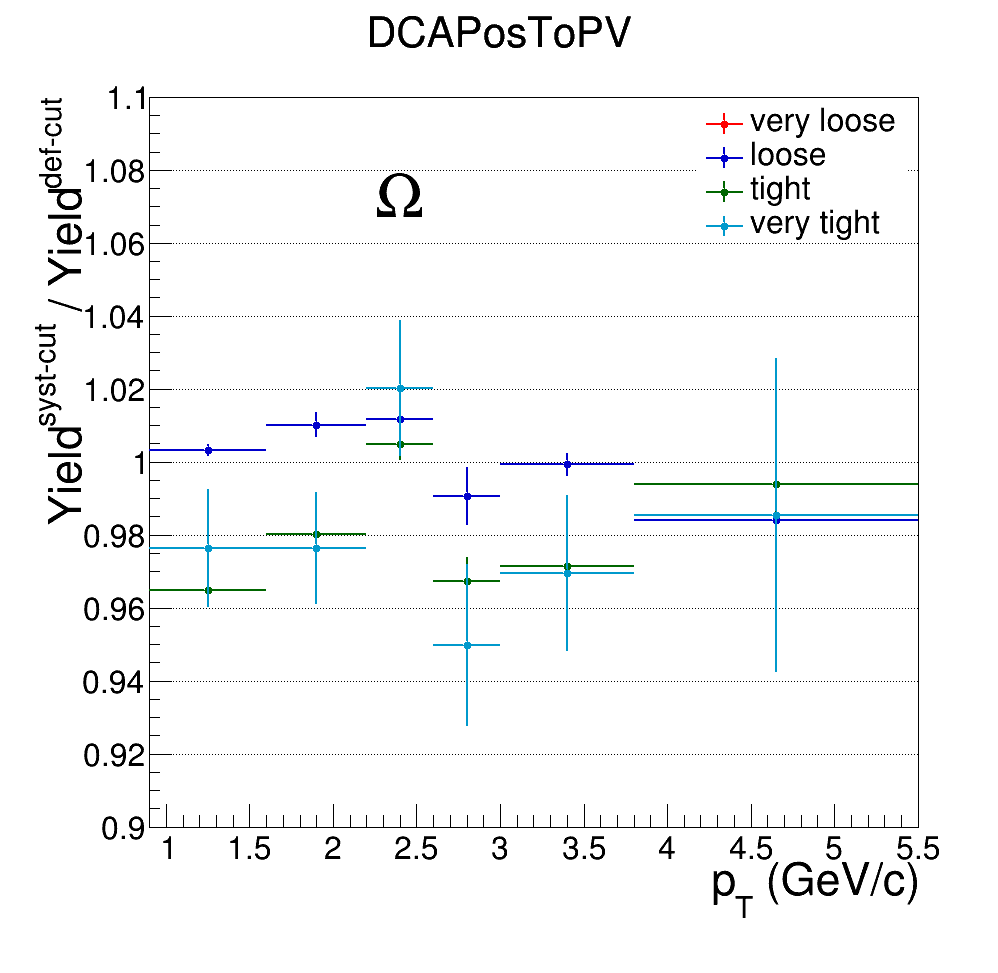 DCAPosToPV
Yield^syst-cut / Yield^def-cut
1.1
1.08
1.06
1.04
1.02
1
0.98
0.96
0.94
0.92
0.9
Ω
very loose
loose
tight
very tight
1 1.5 2 2.5 3 3.5 4 4.5 5 5.5
p_T (GeV/c)